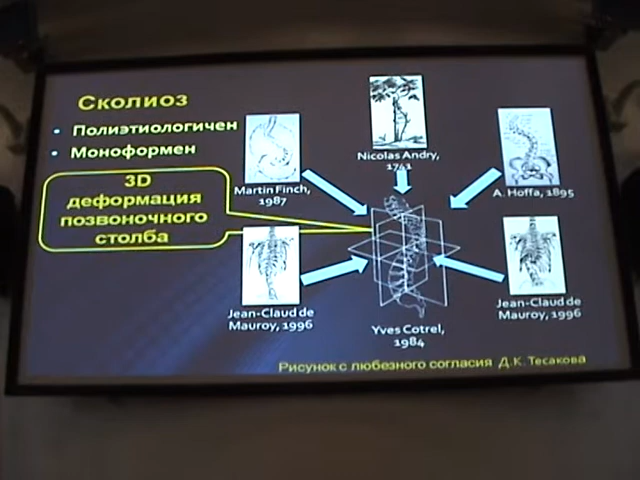 Сколиоз
• Полиэтиологичен
• Моноформен
3D
деформация
позвоночного
столба
Martin Finch,
1987
Nicolas Andry,
1741
A. Hoffa, 1895
Jean-Claud de
Mauroy, 1996
Yves Cotrel,
1984
Jean-Claud de
Mauroy, 1996
Рисунок с любезного согласия Д.К. Тесакова